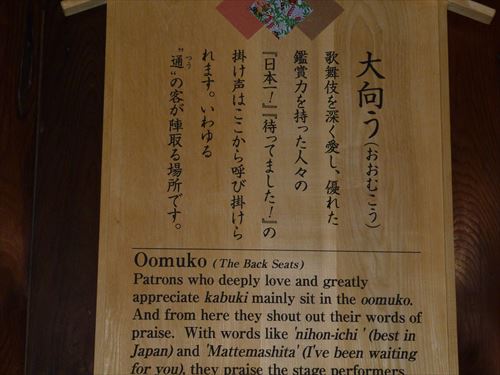 大向う(おおむこう)
歌舞伎を深く愛し、優れた
鑑賞力を持った人々の
『日本一!』『待ってました!』の
掛け声はここから呼び掛けら
れます。いわゆる
“通”の客が陣取る場所です。
つう
Oomuko (The Back Seats)
Patrons who deeply love and greatly
appreciate kabuki mainly sit in the oomuko.
And from here they shout out their words of
praise. With words like 'nihon-ichi' (best in
Japan) and 'Mattemashita' (I've been waiting
for you), they praise the stage performers